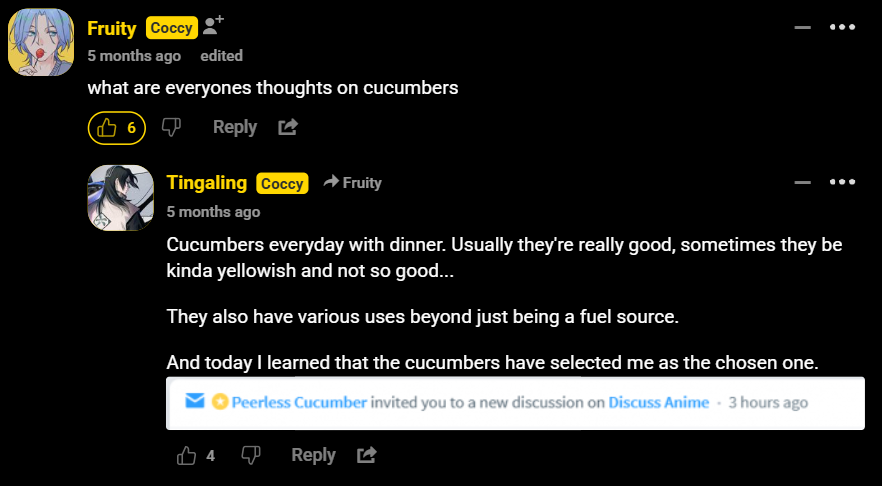 Fruity Coccy
5 months ago edited
what are everyones thoughts on cucumbers
6 Reply
Tingaling Coccy Fruity
5 months ago
Cucumbers everyday with dinner. Usually they're really good, sometimes they be
kinda yellowish and not so good...
They also have various uses beyond just being a fuel source.
And today I learned that the cucumbers have selected me as the chosen one.
Peerless Cucumber invited you to a new discussion on Discuss Anime · 3 hours ago
4 Reply